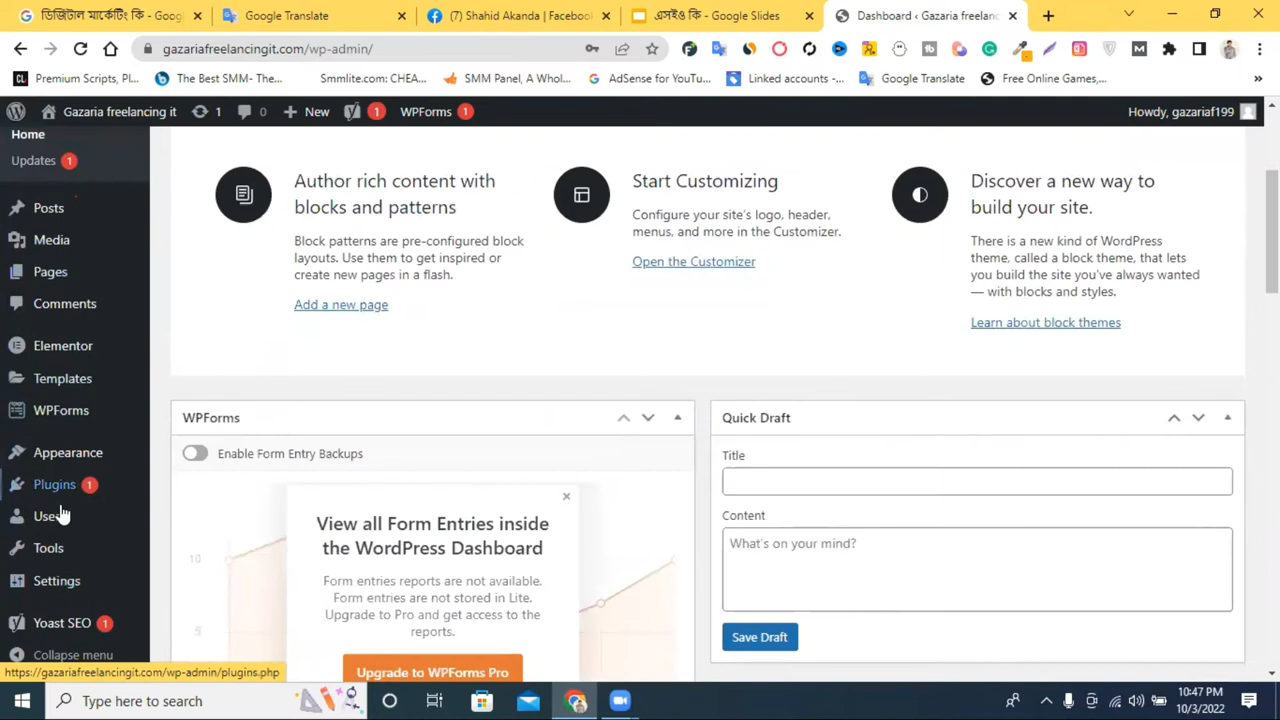 ডিজিটাল মার্কেটিং কি - Goog
Google Translate
(7) Shahid Akanda | Facebook
এসইও কি - Google Slides
Dashboard ‹ Gazaria freelanc
gazariafreelancingit.com/wp-admin/
Premium Scripts, Pl...
The Best SMM- The...
Smmlite.com: CHEA...
SMM Panel, A Whol...
AdSense for YouTu...
Linked accounts -...
Google Translate
Free Online Games,...
»
Gazaria freelancing it
1
0
New
1
WPForms 1
Howdy, gazariaf199
Home
Updates 1
Posts
Media
Pages
Comments
Elementor
Templates
WPForms
Appearance
Plugins 1
Tools
Settings
Yoast SEO 1
Collapse menu
Author rich content with
blocks and patterns
Block patterns are pre-configured block
layouts. Use them to get inspired or
create new pages in a flash.
Add a new page
Start Customizing
Configure your site's logo, header,
menus, and more in the Customizer.
Open the Customizer
Discover a new way to
build your site.
There is a new kind of WordPress
theme, called a block theme, that lets
you build the site you've always wanted
— with blocks and styles.
Learn about block themes
WPForms
Enable Form Entry Backups
10
5
View all Form Entries inside
the WordPress Dashboard
Form entries reports are not available.
Form entries are not stored in Lite.
Upgrade to Pro and get access to the
reports.
Upgrade to WPForms Pro
Quick Draft
Title
Content
What's on your mind?
Save Draft
https://gazariafreelancingit.com/wp-admin/plugins.php
Type here to search
10:47 PM
10/3/2022